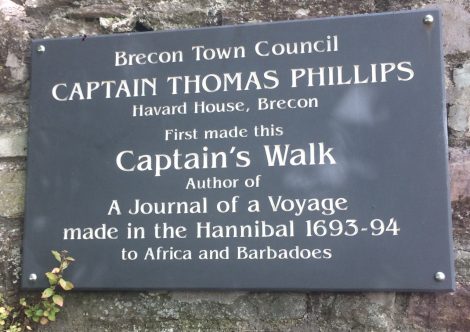 Brecon Town Council
CAPTAIN THOMAS PHILLIPS
Havard House, Brecon
First made this
Captain's Walk
Author of
A Journal of a Voyage
made in the Hannibal 1693-94
to Africa and Barbadoes